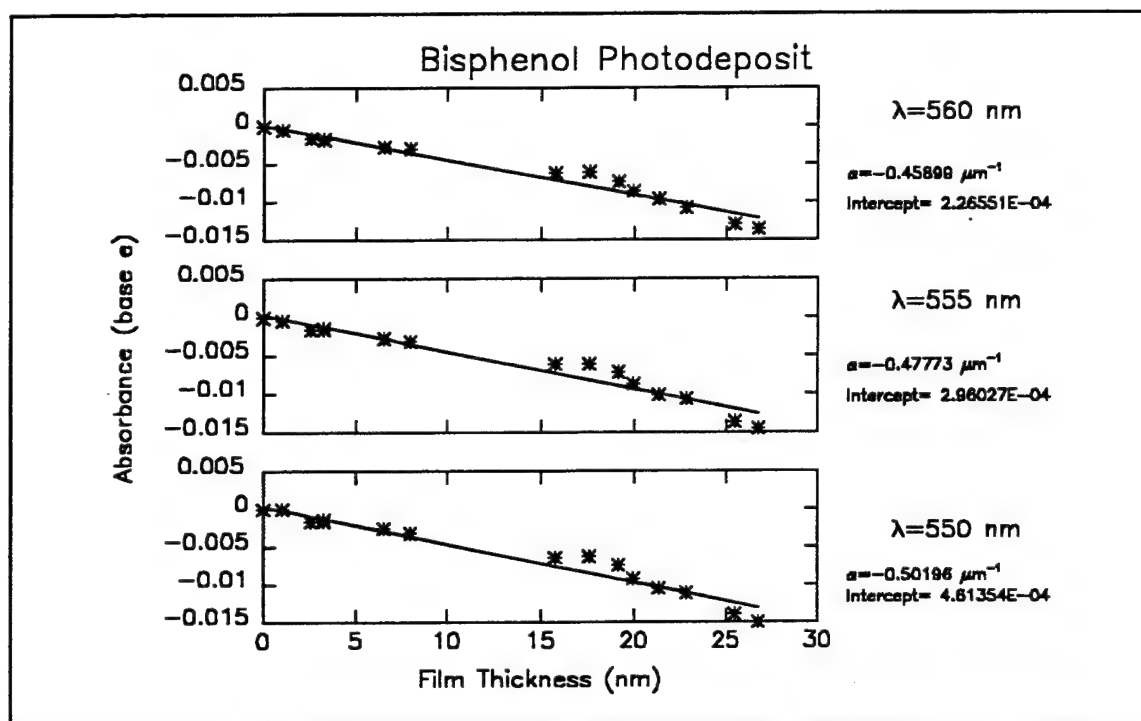 Bisphenol Photodeposit
0.005
0
−0.005
−0.01
−0.015
λ=560 nm
α=−0.45899 μm⁻¹
Intercept= 2.26551E−04
0.005
0
−0.005
−0.01
−0.015
λ=555 nm
α=−0.47773 μm⁻¹
Intercept= 2.96027E−04
Absorbance (base e)
0.005
0
−0.005
−0.01
−0.015
λ=550 nm
α=−0.50196 μm⁻¹
Intercept= 4.61354E−04
0 5 10 15 20 25 30
Film Thickness (nm)